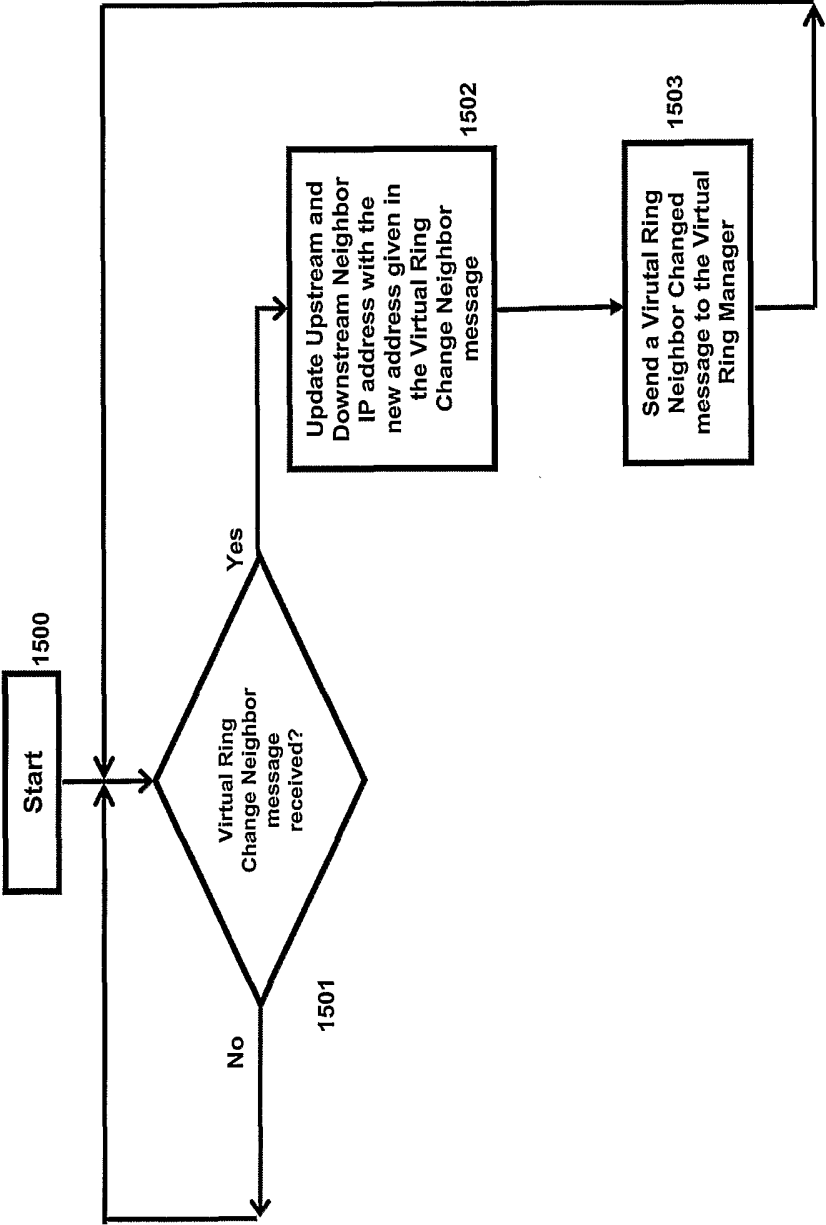 Start
1500
Virtual Ring
Change Neighbor
message
received?
1501
No
Yes
Update Upstream and
Downstream Neighbor
IP address with the
new address given in
the Virtual Ring
Change Neighbor
message
1502
Send a Virutal Ring
Neighbor Changed
message to the Virtual
Ring Manager
1503